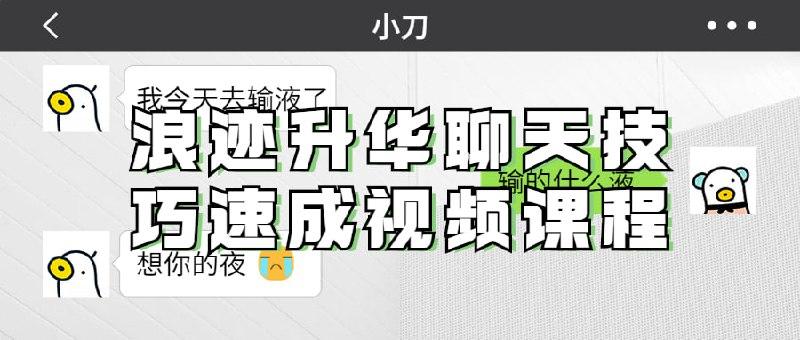 小刀
我今天去输液了
浪迹升华聊天技
巧速成视频课程
输的什么液
想你的夜